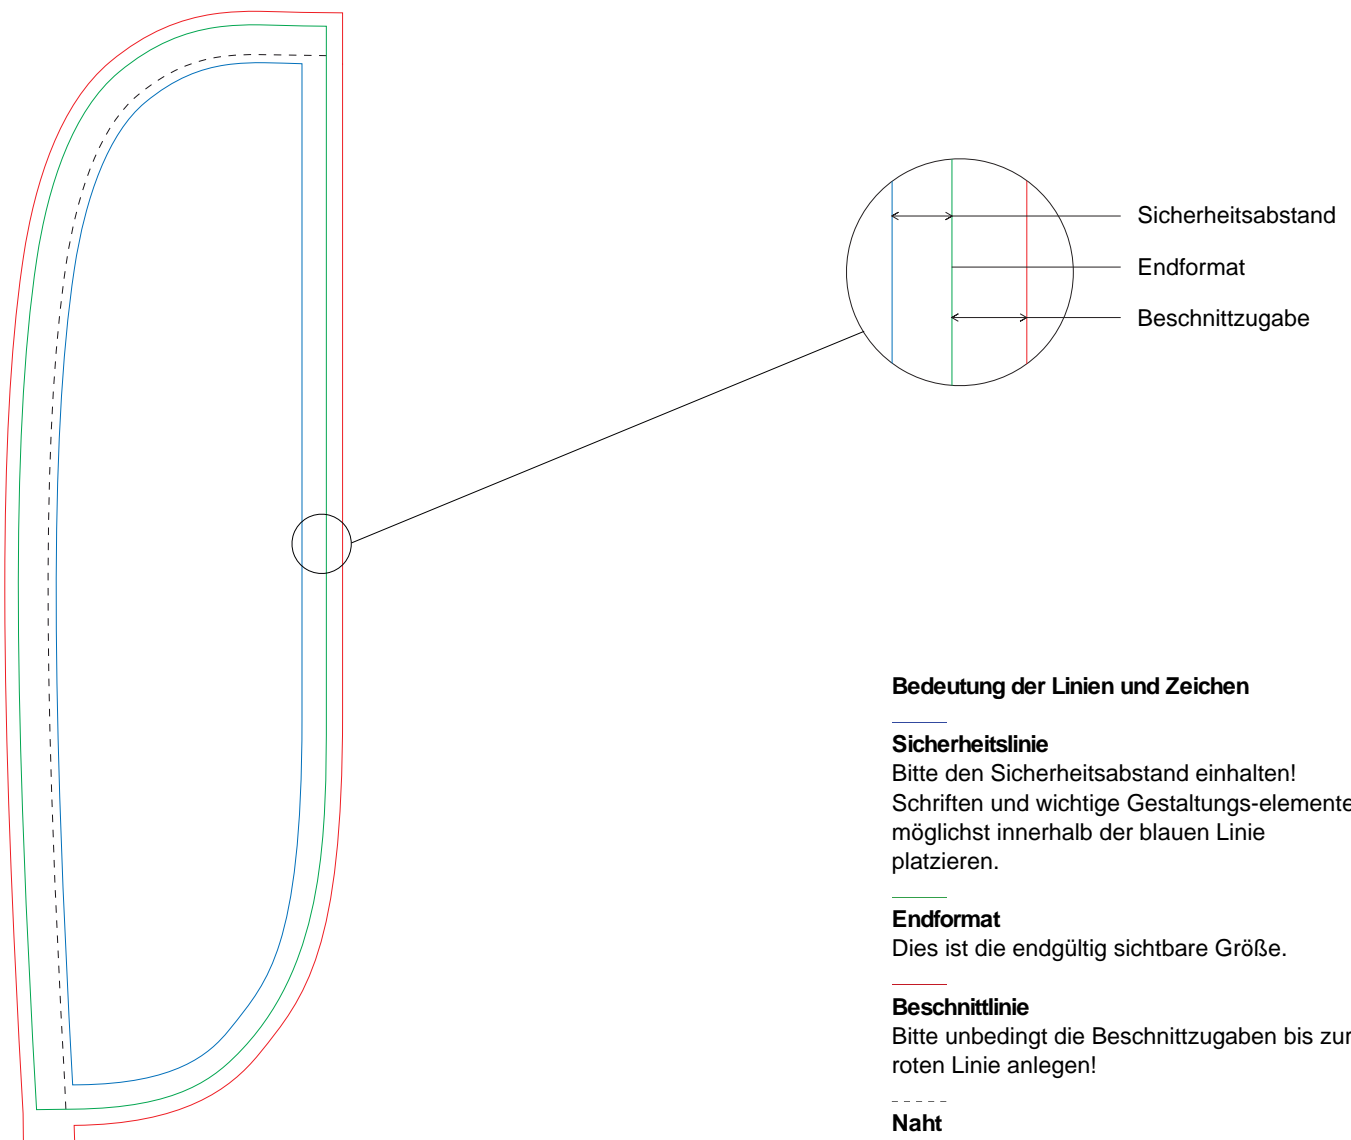 Sicherheitsabstand
Endformat
Beschnittzugabe
Bedeutung der Linien und Zeichen
Sicherheitslinie
Bitte den Sicherheitsabstand einhalten!
Schriften und wichtige Gestaltungs-elemente
möglichst innerhalb der blauen Linie
platzieren.
Endformat
Dies ist die endgültig sichtbare Größe.
Beschnittlinie
Bitte unbedingt die Beschnittzugaben bis zur
roten Linie anlegen!
Naht